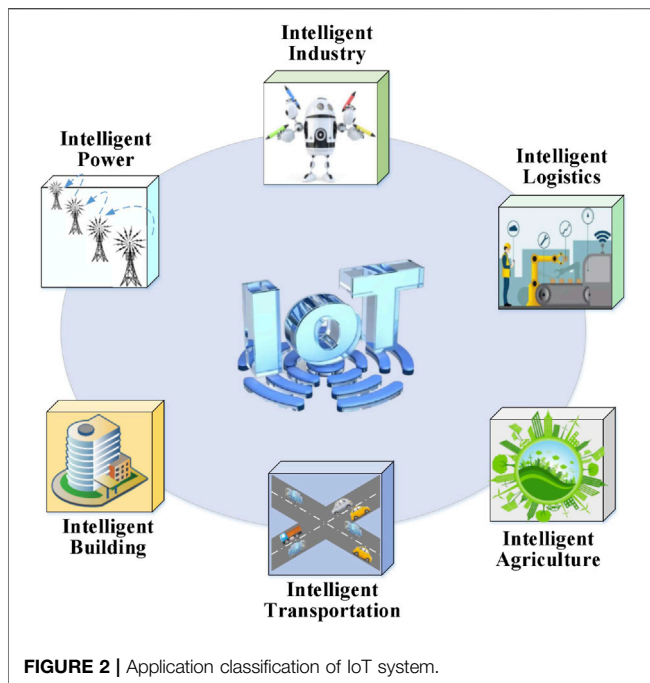 Intelligent
Industry
Intelligent
Power
Intelligent
Logistics
IoT
Intelligent
Building
Intelligent
Agriculture
Intelligent
Transportation
FIGURE 2 | Application classification of IoT system.